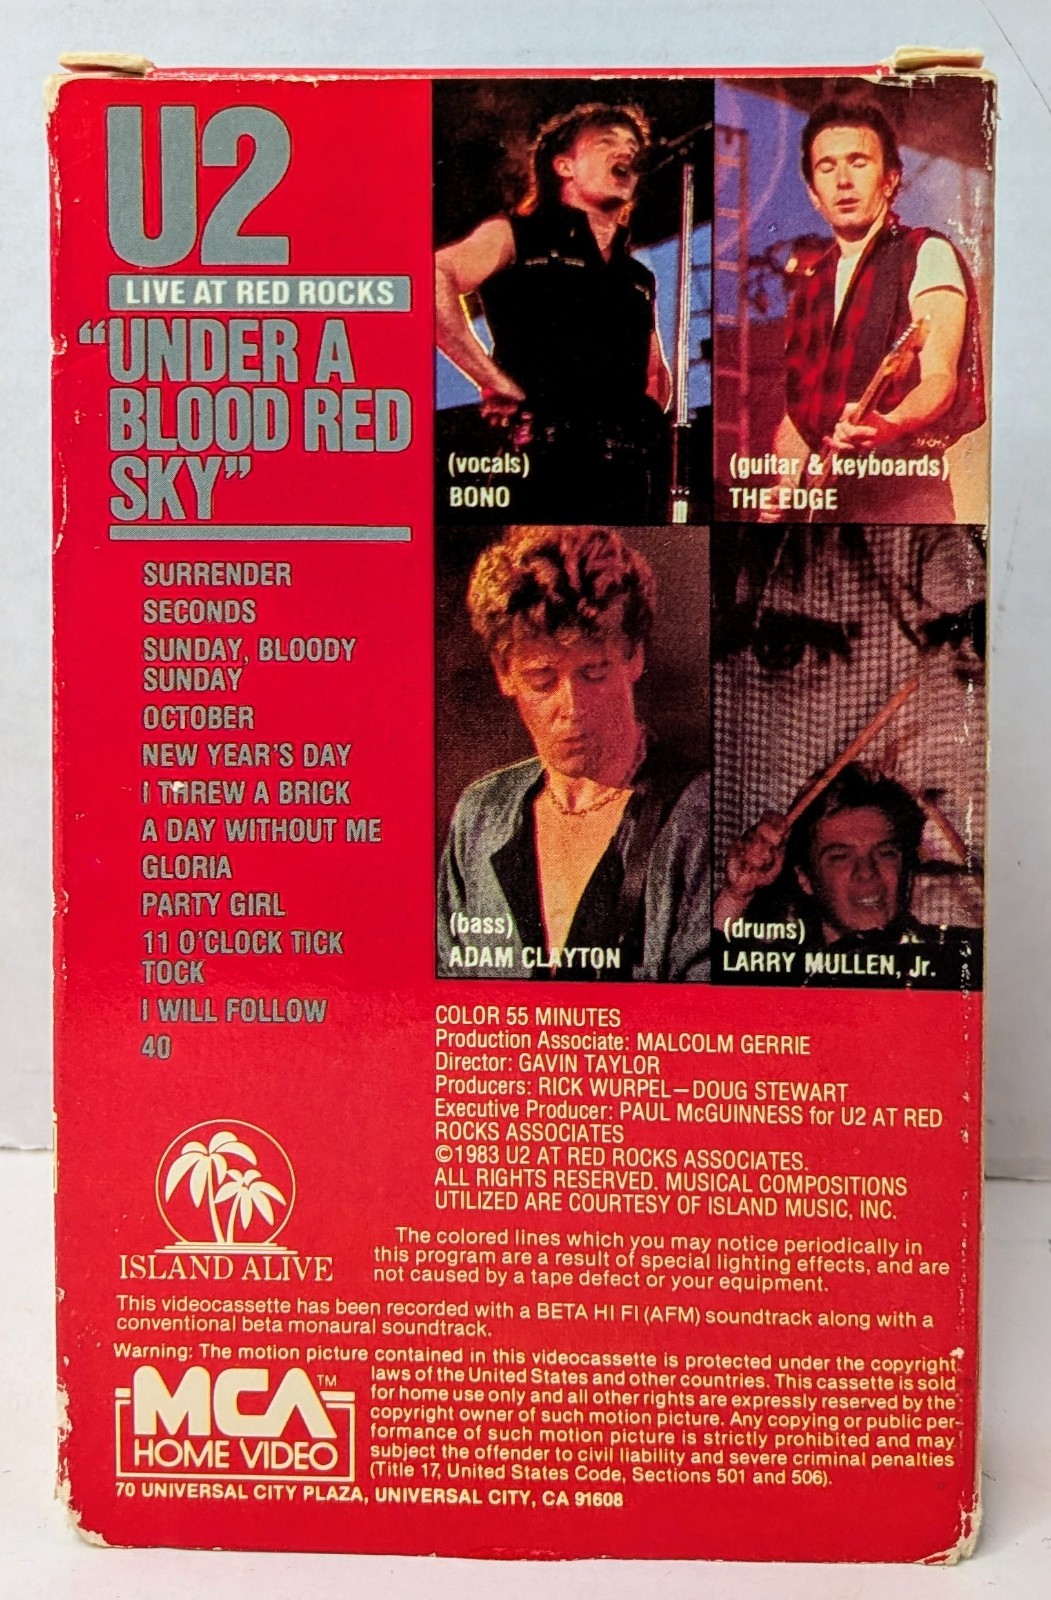 U2
LIVE AT RED ROCKS
“UNDER A
BLOOD RED
SKY”
SURRENDER
SECONDS
SUNDAY, BLOODY
SUNDAY
OCTOBER
NEW YEAR'S DAY
I THREW A BRICK
A DAY WITHOUT ME
GLORIA
PARTY GIRL
11 O'CLOCK TICK
TOCK
I WILL FOLLOW
40
(vocals)
BONO
(guitar & keyboards)
THE EDGE
(bass)
ADAM CLAYTON
(drums)
LARRY MULLEN, Jr.
COLOR 55 MINUTES
Production Associate: MALCOLM GERRIE
Director: GAVIN TAYLOR
Producers: RICK WURPEL—DOUG STEWART
Executive Producer: PAUL McGUINNESS for U2 AT RED
ROCKS ASSOCIATES
©1983 U2 AT RED ROCKS ASSOCIATES.
ALL RIGHTS RESERVED. MUSICAL COMPOSITIONS
UTILIZED ARE COURTESY OF ISLAND MUSIC, INC.
ISLAND ALIVE
The colored lines which you may notice periodically in
this program are a result of special lighting effects, and are
not caused by a tape defect or your equipment.
This videocassette has been recorded with a BETA HI FI (AFM) soundtrack along with a
conventional beta monaural soundtrack.
Warning: The motion picture contained in this videocassette is protected under the copyright
laws of the United States and other countries. This cassette is sold
for home use only and all other rights are expressly reserved by the
copyright owner of such motion picture. Any copying or public per-
formance of such motion picture is strictly prohibited and may
subject the offender to civil liability and severe criminal penalties
(Title 17, United States Code, Sections 501 and 506).
MCA™
HOME VIDEO
70 UNIVERSAL CITY PLAZA, UNIVERSAL CITY, CA 91608